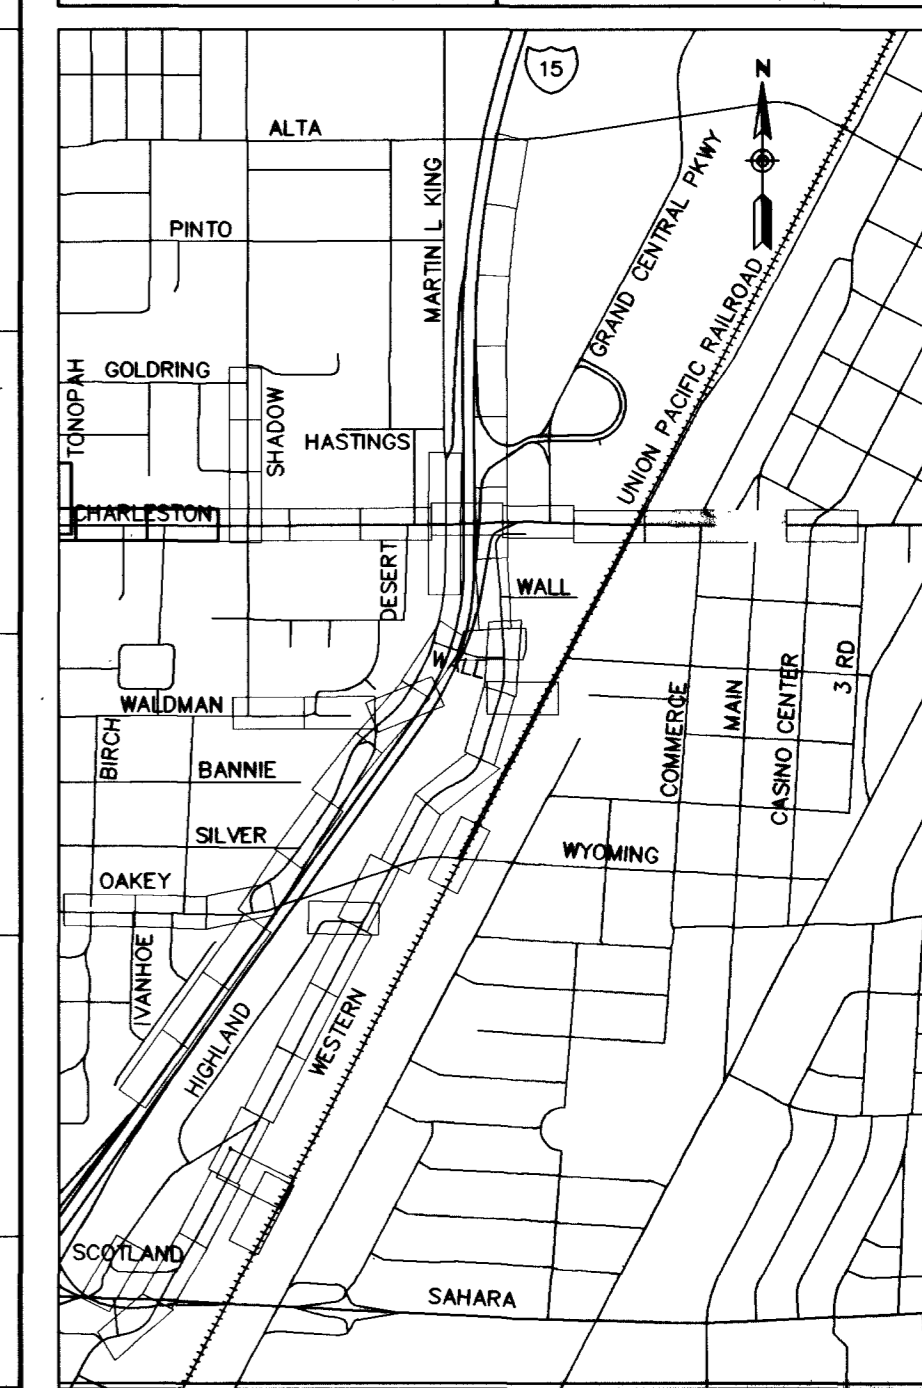 15
N
ALTA
MARTIN L KING
GRAND CENTRAL PKWY
PINTO
UNION PACIFIC RAILROAD
GOLDRING
TONOPAH
SHADOW
HASTINGS
CHARLESTON
DESERT
WALL
WALL
3 RD
WALDMAN
COMMERCE
MAIN
CASINO CENTER
BIRCH
BANNIE
SILVER
WYOMING
OAKEY
IVANHOE
HIGHLAND
WESTERN
SCOTLAND
SAHARA